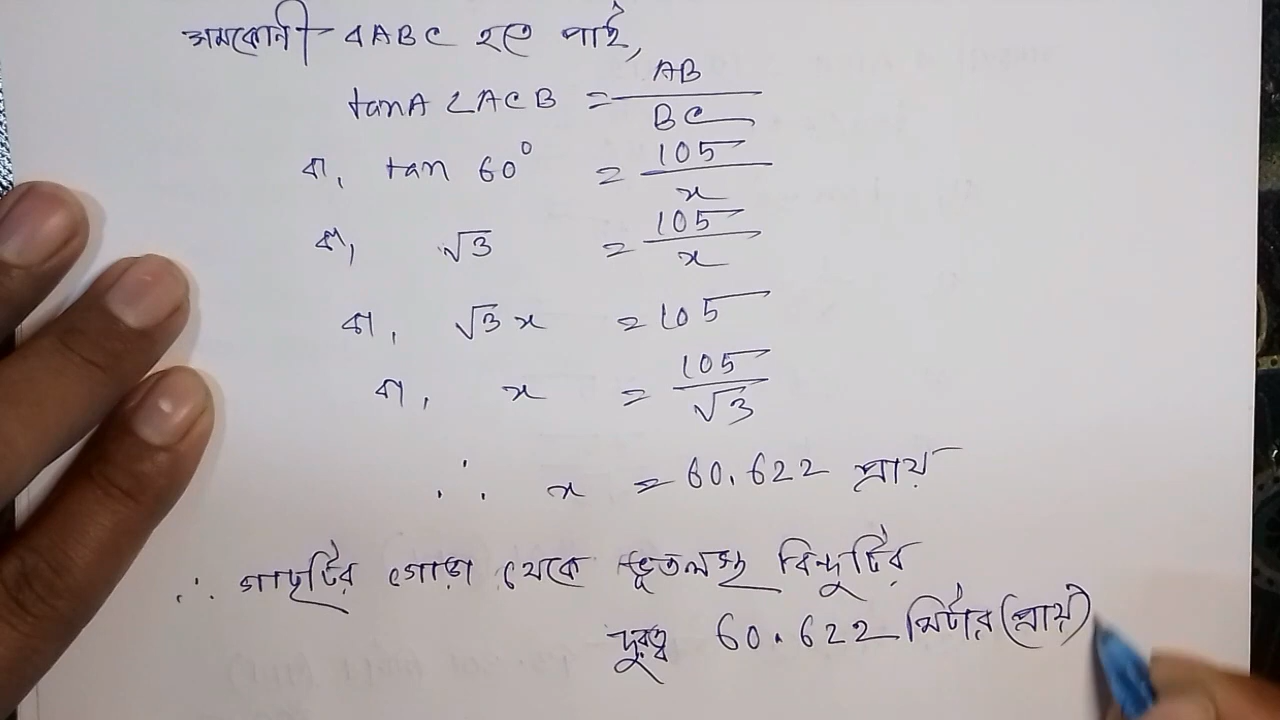 সমকোণী ΔABC হতে পাই,
tanA ∠ACB = AB/BC
বা, tan 60° = 105/x
বা, √3 = 105/x
বা, √3x = 105
বা, x = 105/√3
∴ x = 60.622 প্রায়
∴ গাছটির গোড়া থেকে ভূতলস্থ বিন্দুটির
দূরত্ব 60.622 মিটার (প্রায়)